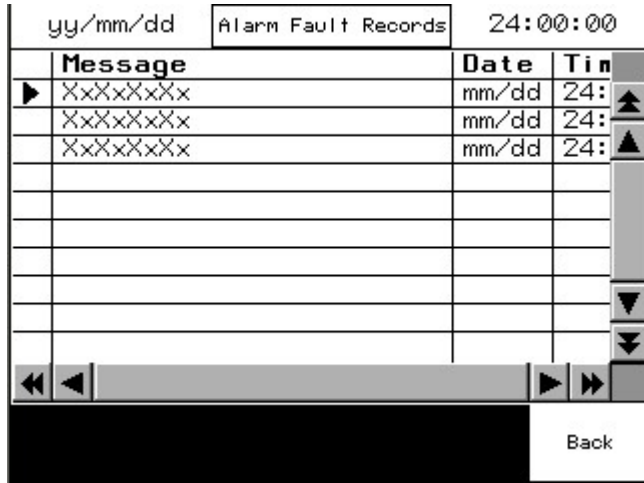 yy/mm/dd Alarm Fault Records 24:00:00
Message Date Tim
XxXxXxXx mm/dd 24:
XxXxXxXx mm/dd 24:
XxXxXxXx mm/dd 24:
Back